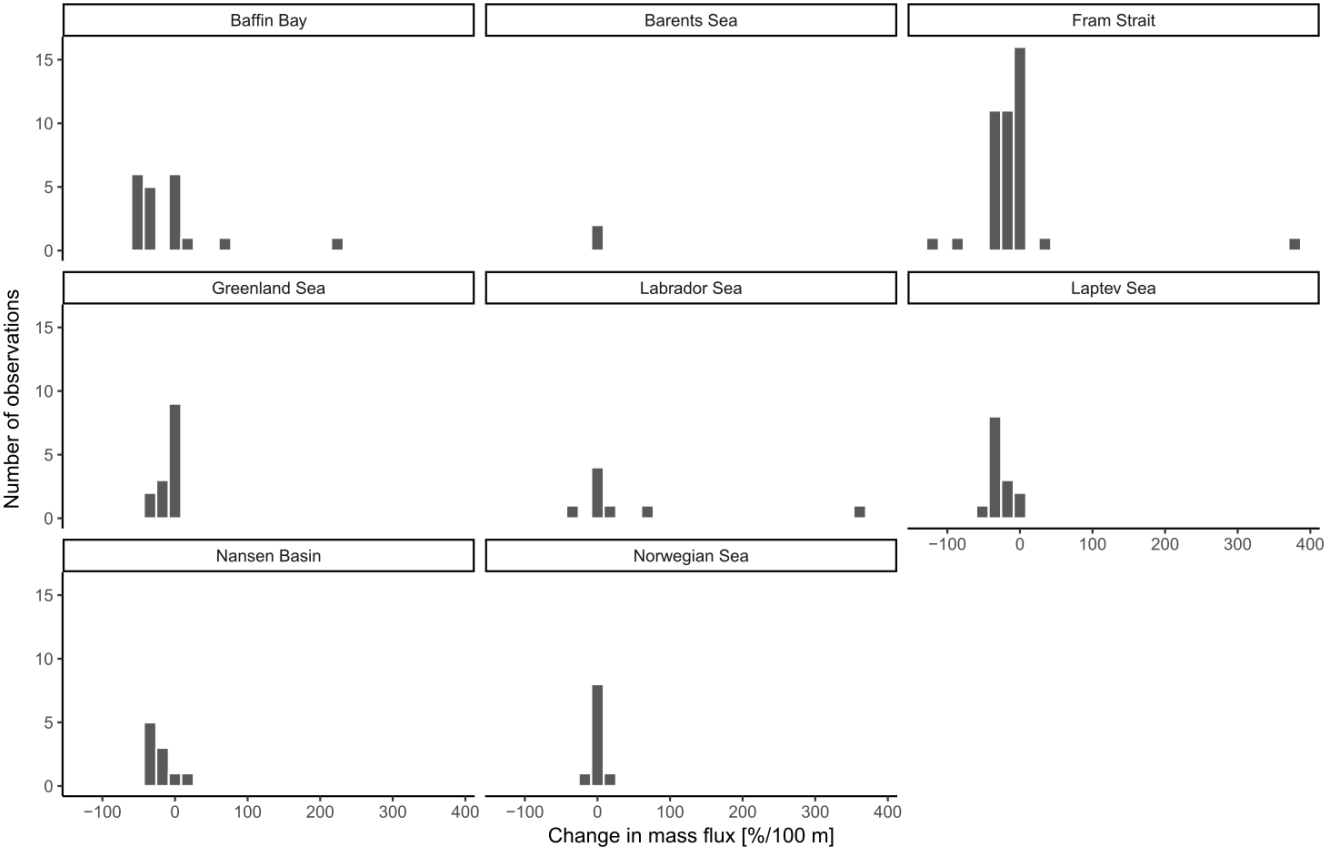 Baffin Bay
Barents Sea
Fram Strait
15
10
5
0
Greenland Sea
Labrador Sea
Laptev Sea
15
10
5
0
−100 0 100 200 300 400
Nansen Basin
Norwegian Sea
15
10
5
0
−100 0 100 200 300 400
−100 0 100 200 300 400
Number of observations
Change in mass flux [%/100 m]